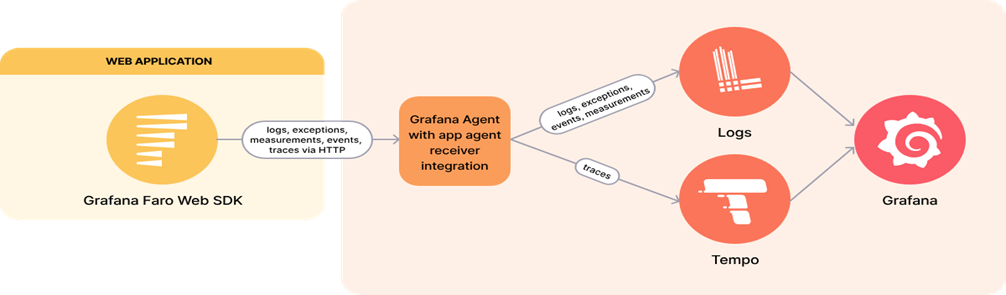 WEB APPLICATION
Grafana Faro Web SDK
logs, exceptions,
measurements, events,
traces via HTTP
Grafana Agent
with app agent
receiver
integration
logs, exceptions,
events, measurements
traces
Logs
Tempo
Grafana